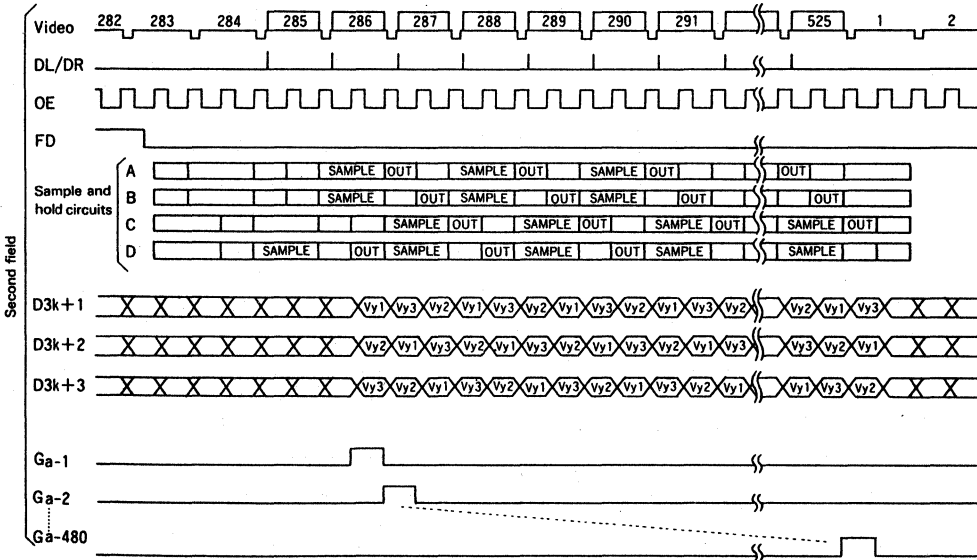 Second field
Video 282 283 284 285 286 287 288 289 290 291 525 1 2
DL/DR
OE
FD
Sample and hold circuits
A SAMPLE OUT SAMPLE OUT SAMPLE OUT OUT
B SAMPLE OUT SAMPLE OUT SAMPLE OUT OUT
C SAMPLE OUT SAMPLE OUT SAMPLE OUT SAMPLE OUT
D SAMPLE OUT SAMPLE OUT SAMPLE OUT SAMPLE SAMPLE
D3k+1 Vy1 Vy3 Vy2 Vy1 Vy3 Vy2 Vy1 Vy3 Vy2 Vy1 Vy3 Vy2 Vy2 Vy1 Vy3
D3k+2 Vy2 Vy1 Vy3 Vy2 Vy1 Vy3 Vy2 Vy1 Vy3 Vy2 Vy1 Vy3 Vy3 Vy2 Vy1
D3k+3 Vy3 Vy2 Vy1 Vy3 Vy2 Vy1 Vy3 Vy2 Vy1 Vy3 Vy2 Vy1 Vy1 Vy3 Vy2
Ga-1
Ga-2
Ga-480